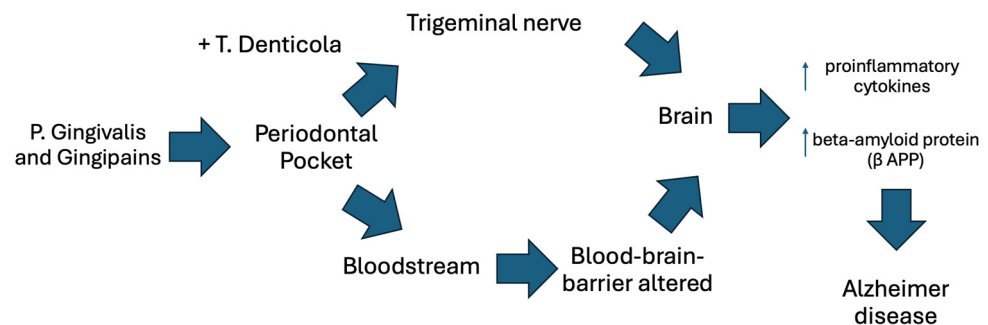 P. Gingivalis
and Gingipains
+ T. Denticola
Periodontal
Pocket
Trigeminal nerve
Bloodstream
Blood-brain-
barrier altered
Brain
proinflammatory
cytokines
beta-amyloid protein
(β APP)
Alzheimer
disease